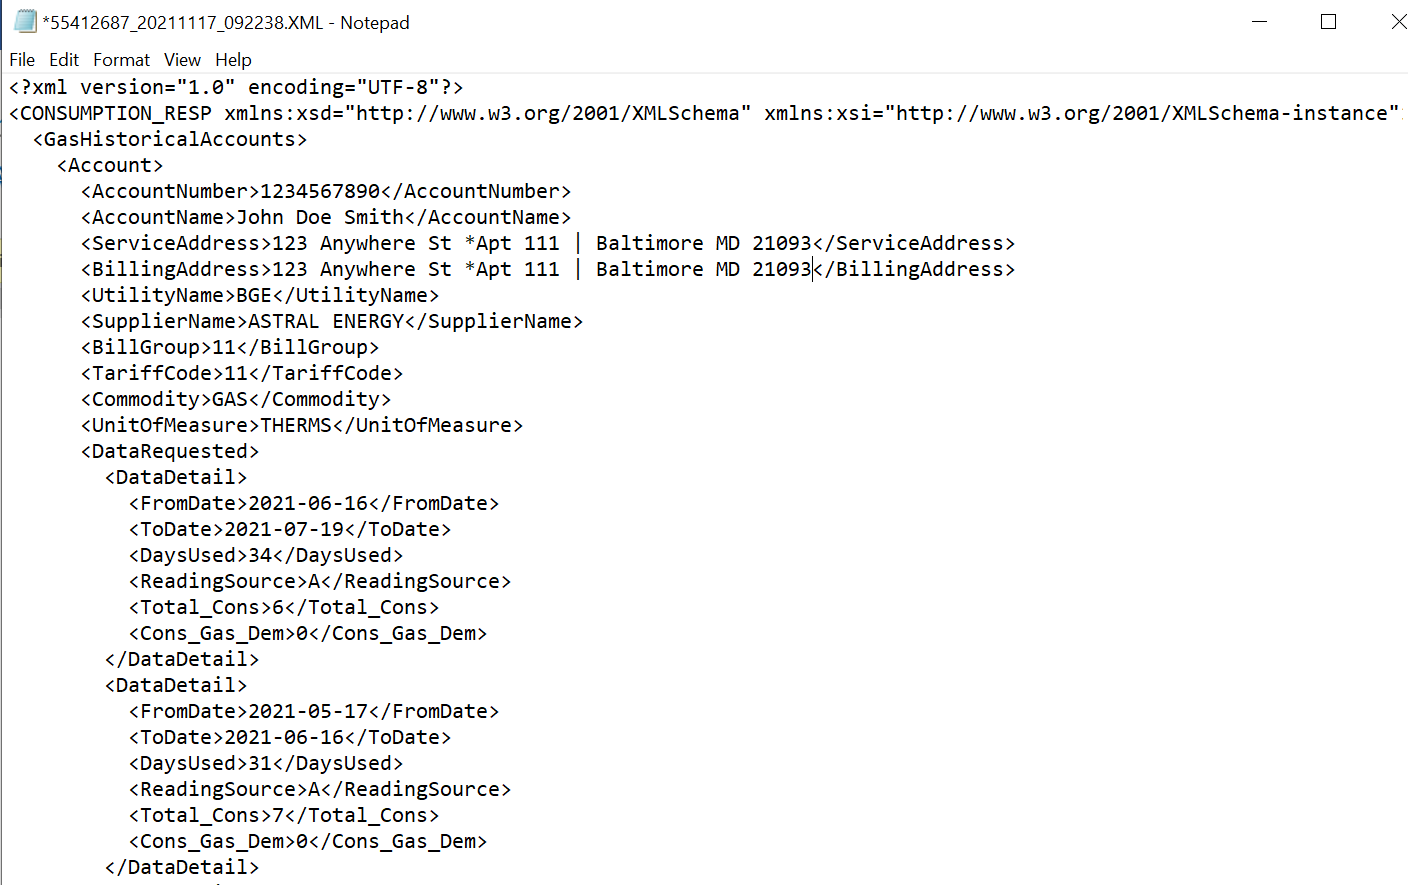 *55412687_20211117_092238.XML - Notepad
File Edit Format View Help
<?xml version="1.0" encoding="UTF-8"?>
<CONSUMPTION_RESP xmlns:xsd="http://www.w3.org/2001/XMLSchema" xmlns:xsi="http://www.w3.org/2001/XMLSchema-instance"
<GasHistoricalAccounts>
<Account>
<AccountNumber>1234567890</AccountNumber>
<AccountName>John Doe Smith</AccountName>
<ServiceAddress>123 Anywhere St *Apt 111 | Baltimore MD 21093</ServiceAddress>
<BillingAddress>123 Anywhere St *Apt 111 | Baltimore MD 21093</BillingAddress>
<UtilityName>BGE</UtilityName>
<SupplierName>ASTRAL ENERGY</SupplierName>
<BillGroup>11</BillGroup>
<TariffCode>11</TariffCode>
<Commodity>GAS</Commodity>
<UnitOfMeasure>THERMS</UnitOfMeasure>
<DataRequested>
<DataDetail>
<FromDate>2021-06-16</FromDate>
<ToDate>2021-07-19</ToDate>
<DaysUsed>34</DaysUsed>
<ReadingSource>A</ReadingSource>
<Total_Cons>6</Total_Cons>
<Cons_Gas_Dem>0</Cons_Gas_Dem>
</DataDetail>
<DataDetail>
<FromDate>2021-05-17</FromDate>
<ToDate>2021-06-16</ToDate>
<DaysUsed>31</DaysUsed>
<ReadingSource>A</ReadingSource>
<Total_Cons>7</Total_Cons>
<Cons_Gas_Dem>0</Cons_Gas_Dem>
</DataDetail>